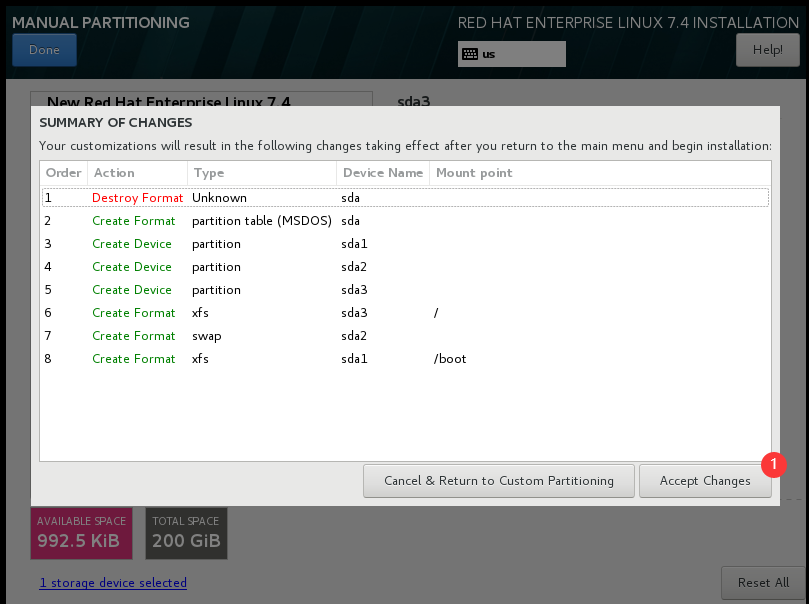 MANUAL PARTITIONING
RED HAT ENTERPRISE LINUX 7.4 INSTALLATION
Done
us
Help!
New Red Hat Enterprise Linux 7.4
sda3
SUMMARY OF CHANGES
Your customizations will result in the following changes taking effect after you return to the main menu and begin installation:
Order Action Type Device Name Mount point
1 Destroy Format Unknown sda
2 Create Format partition table (MSDOS) sda
3 Create Device partition sda1
4 Create Device partition sda2
5 Create Device partition sda3
6 Create Format xfs sda3 /
7 Create Format swap sda2
8 Create Format xfs sda1 /boot
1
Cancel & Return to Custom Partitioning
Accept Changes
AVAILABLE SPACE
992.5 KiB
TOTAL SPACE
200 GiB
1 storage device selected
Reset All